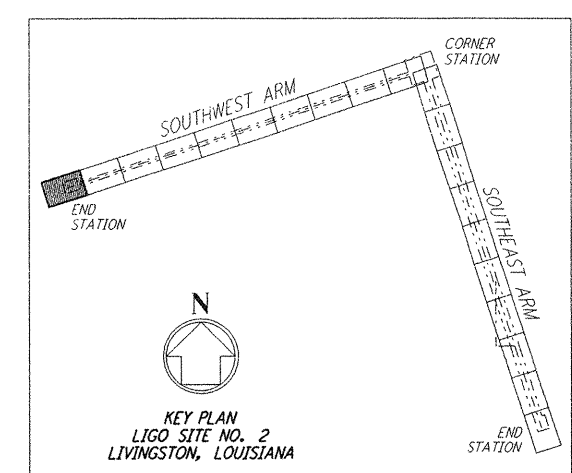 CORNER
STATION
SOUTHWEST ARM
END
STATION
SOUTHEAST ARM
N
KEY PLAN
LIGO SITE NO. 2
LIVINGSTON, LOUISIANA
END
STATION